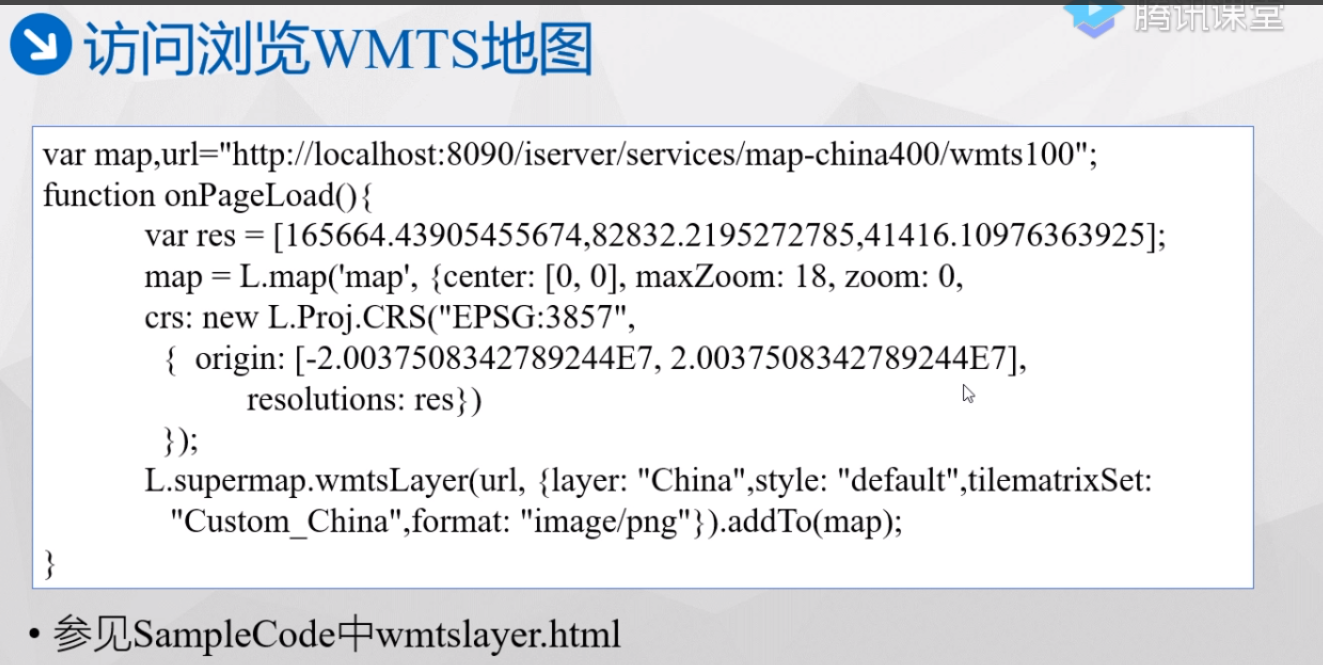 腾讯课堂
访问浏览WMTS地图
var map,url="http://localhost:8090/iserver/services/map-china400/wmts100";
function onPageLoad(){
var res = [165664.43905455674,82832.2195272785,41416.10976363925];
map = L.map('map', {center: [0, 0], maxZoom: 18, zoom: 0,
crs: new L.Proj.CRS("EPSG:3857",
{ origin: [-2.0037508342789244E7, 2.0037508342789244E7],
resolutions: res})
});
L.supermap.wmtsLayer(url, {layer: "China",style: "default",tilematrixSet:
"Custom_China",format: "image/png"}).addTo(map);
}
• 参见SampleCode中wmtslayer.html